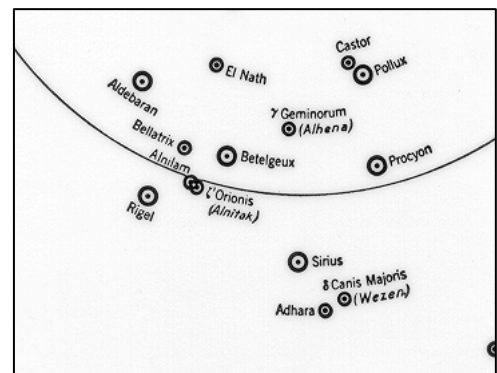 Castor
Pollux
El Nath
Aldebaran
γ Geminorum
(Alhena)
Bellatrix
Alnilam
Betelgeux
Procyon
ζ Orionis
(Alnitak)
Rigel
Sirius
δ Canis Majoris
(Wezen)
Adhara